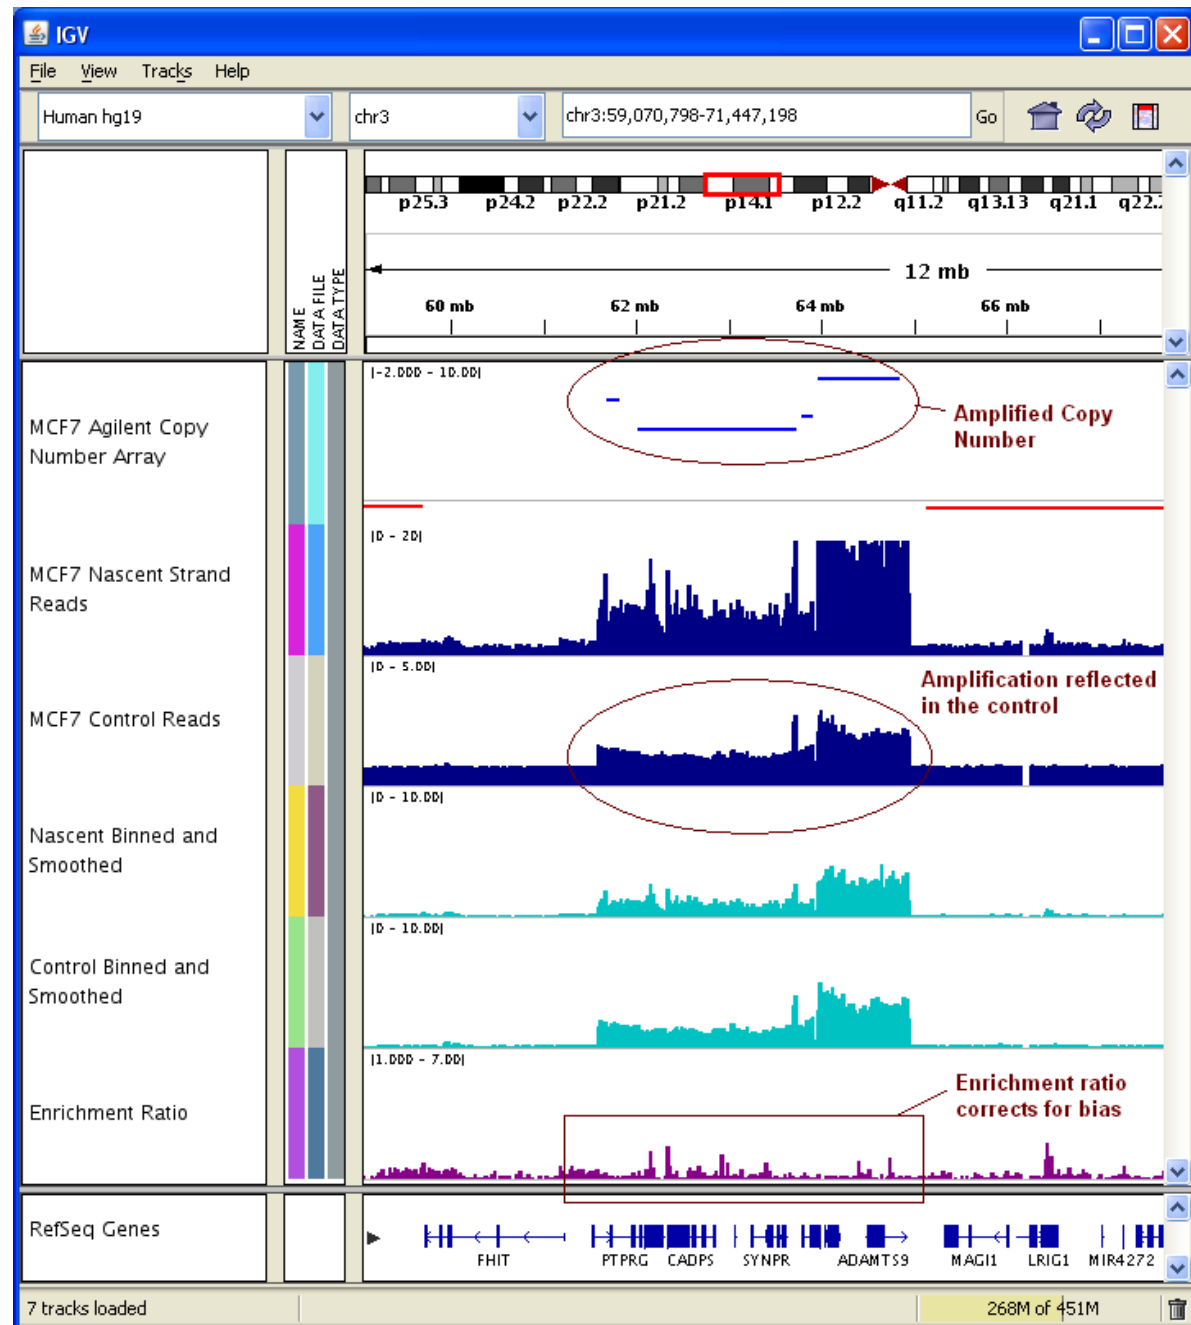 IGV
File View Tracks Help
Human hg19 chr3 chr3:59,070,798-71,447,198 Go
NAME
DATA FILE
DATA TYPE
p25.3 p24.2 p22.2 p21.2 p14.1 p12.2 q11.2 q13.13 q21.1 q22.2
12 mb
60 mb 62 mb 64 mb 66 mb
MCF7 Agilent Copy
Number Array
[-2.000 - 10.00]
Amplified Copy
Number
MCF7 Nascent Strand
Reads
[0 - 20]
MCF7 Control Reads
[0 - 5.00]
Amplification reflected
in the control
Nascent Binned and
Smoothed
[0 - 10.00]
Control Binned and
Smoothed
[0 - 10.00]
Enrichment Ratio
[1.000 - 7.00]
Enrichment ratio
corrects for bias
RefSeq Genes
FHIT PTPRG CADPS SYNPR ADAMTS9 MAGI1 LRIG1 MIR4272
7 tracks loaded
268M of 451M